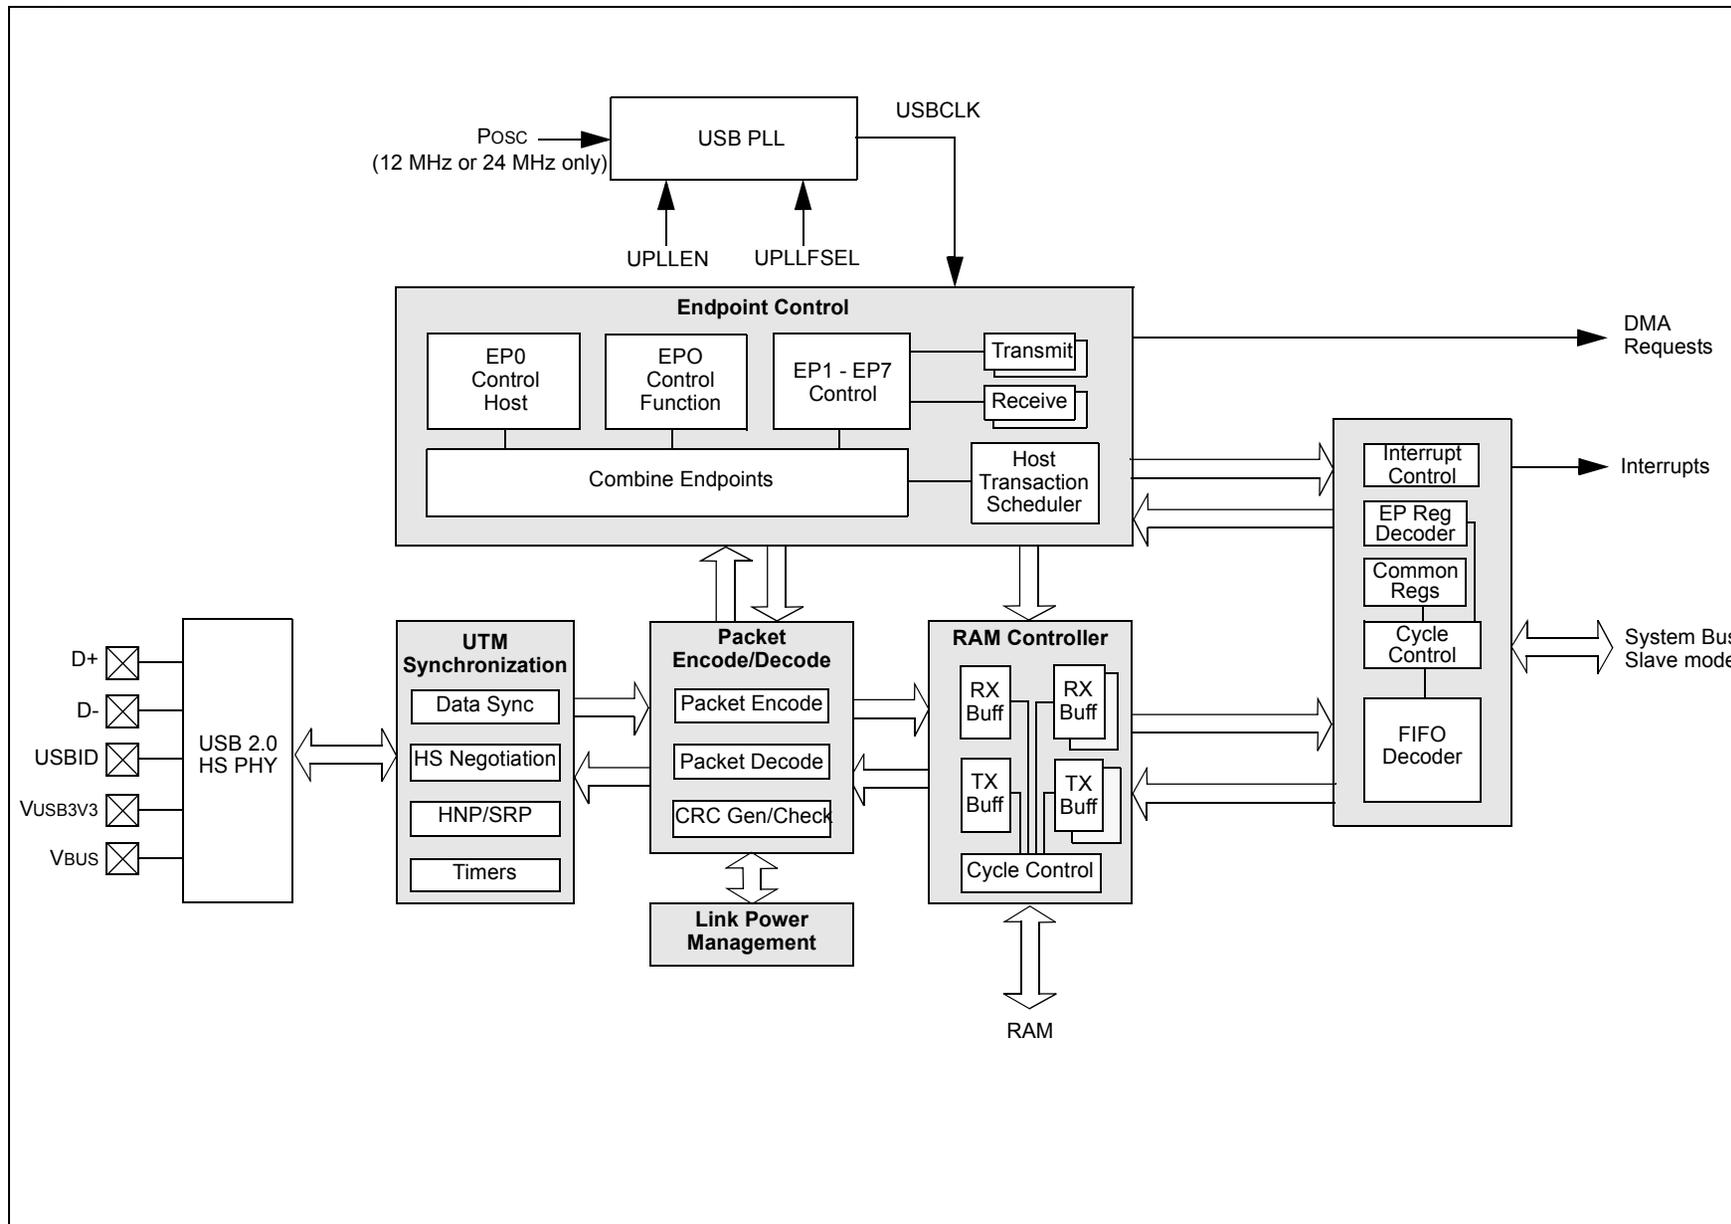 USBCLK
POSC
(12 MHz or 24 MHz only)
USB PLL
UPLLEN
UPLLFSEL
Endpoint Control
EP0
Control
Host
EPO
Control
Function
EP1 - EP7
Control
Transmit
Receive
Combine Endpoints
Host
Transaction
Scheduler
DMA
Requests
Interrupt
Control
Interrupts
EP Reg
Decoder
Common
Regs
Cycle
Control
FIFO
Decoder
System Bus
Slave mode
D+
D-
USBID
VUSB3V3
VBUS
USB 2.0
HS PHY
UTM
Synchronization
Data Sync
HS Negotiation
HNP/SRP
Timers
Packet
Encode/Decode
Packet Encode
Packet Decode
CRC Gen/Check
Link Power
Management
RAM Controller
RX
Buff
RX
Buff
TX
Buff
TX
Buff
Cycle Control
RAM